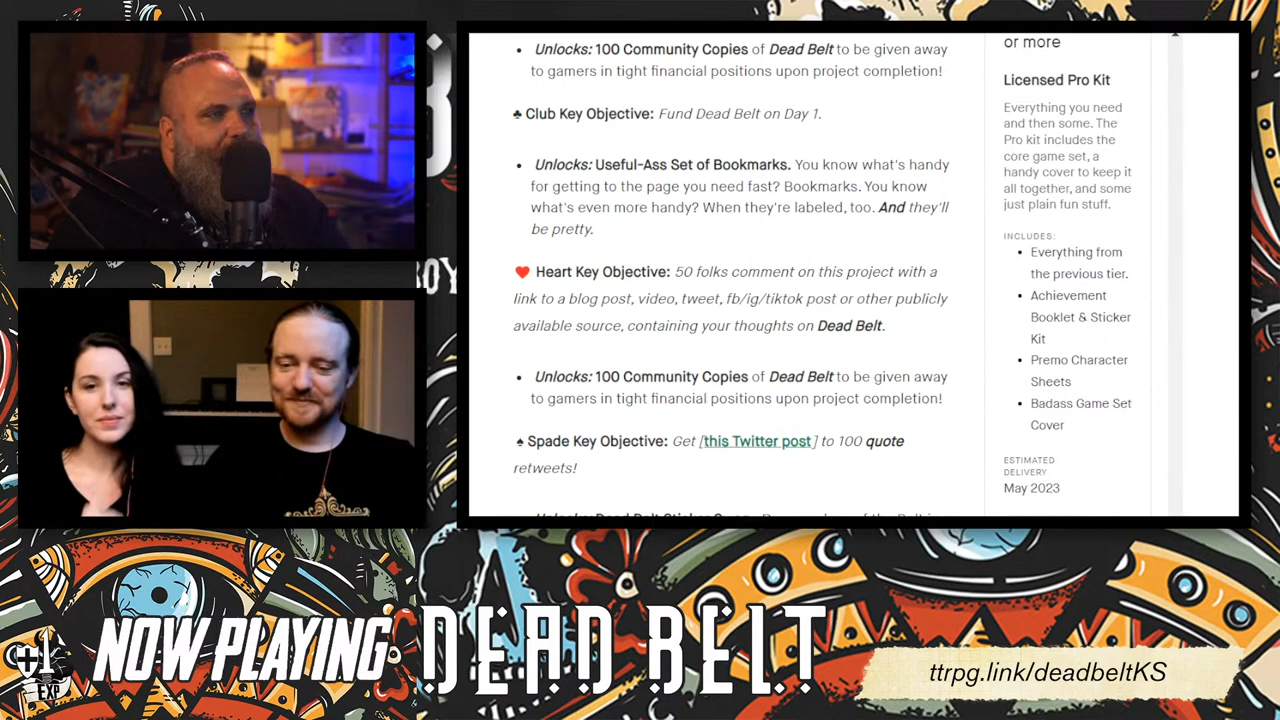 Unlocks: 100 Community Copies of Dead Belt to be given away
to gamers in tight financial positions upon project completion!
♣ Club Key Objective: Fund Dead Belt on Day 1.
Unlocks: Useful-Ass Set of Bookmarks. You know what's handy
for getting to the page you need fast? Bookmarks. You know
what's even more handy? When they're labeled, too. And they'll
be pretty.
❤ Heart Key Objective: 50 folks comment on this project with a
link to a blog post, video, tweet, fb/ig/tiktok post or other publicly
available source, containing your thoughts on Dead Belt.
Unlocks: 100 Community Copies of Dead Belt to be given away
to gamers in tight financial positions upon project completion!
♠ Spade Key Objective: Get [this Twitter post] to 100 quote
retweets!
or more
Licensed Pro Kit
Everything you need
and then some. The
Pro kit includes the
core game set, a
handy cover to keep it
all together, and some
just plain fun stuff.
INCLUDES:
Everything from
the previous tier.
Achievement
Booklet & Sticker
Kit
Premo Character
Sheets
Badass Game Set
Cover
ESTIMATED
DELIVERY
May 2023
+1
EXP
NOW PLAYING DEAD BELT
ttrpg.link/deadbeltKS